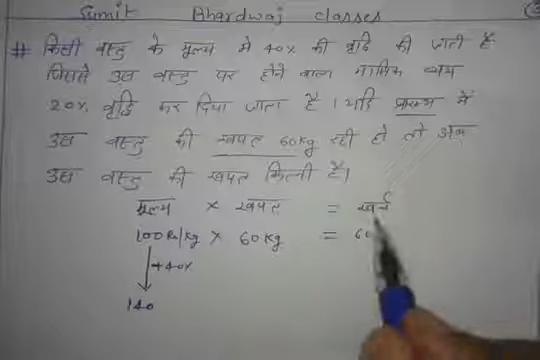 Sumit Bhardwaj classes
# किसी वस्तु के मूल्य में 40% की वृद्धि की जाती है
जिससे उस वस्तु पर होने वाला मासिक व्यय
20% वृद्धि कर दिया जाता है। यदि प्रारम्भ में
उस वस्तु की खपत 60kg रही हो तो अब
उस वस्तु की खपत कितनी है।
मूल्य × खपत = खर्च
100Rs/kg × 60kg = 60
+40%
140